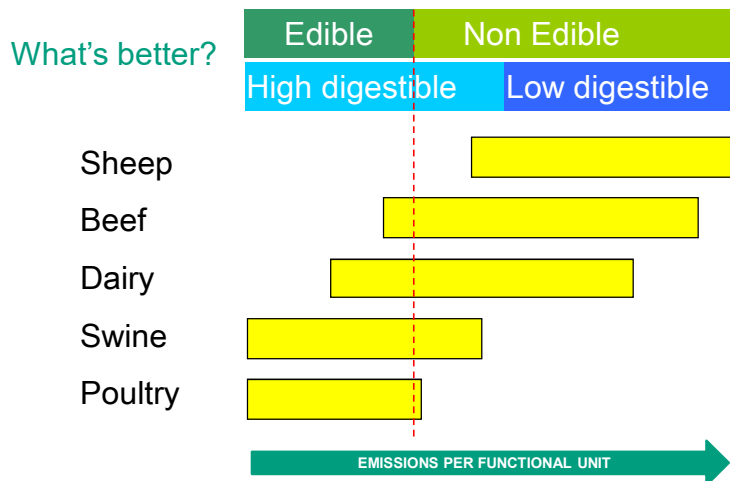 What's better?
Edible Non Edible
High digestible Low digestible
Sheep
Beef
Dairy
Swine
Poultry
EMISSIONS PER FUNCTIONAL UNIT